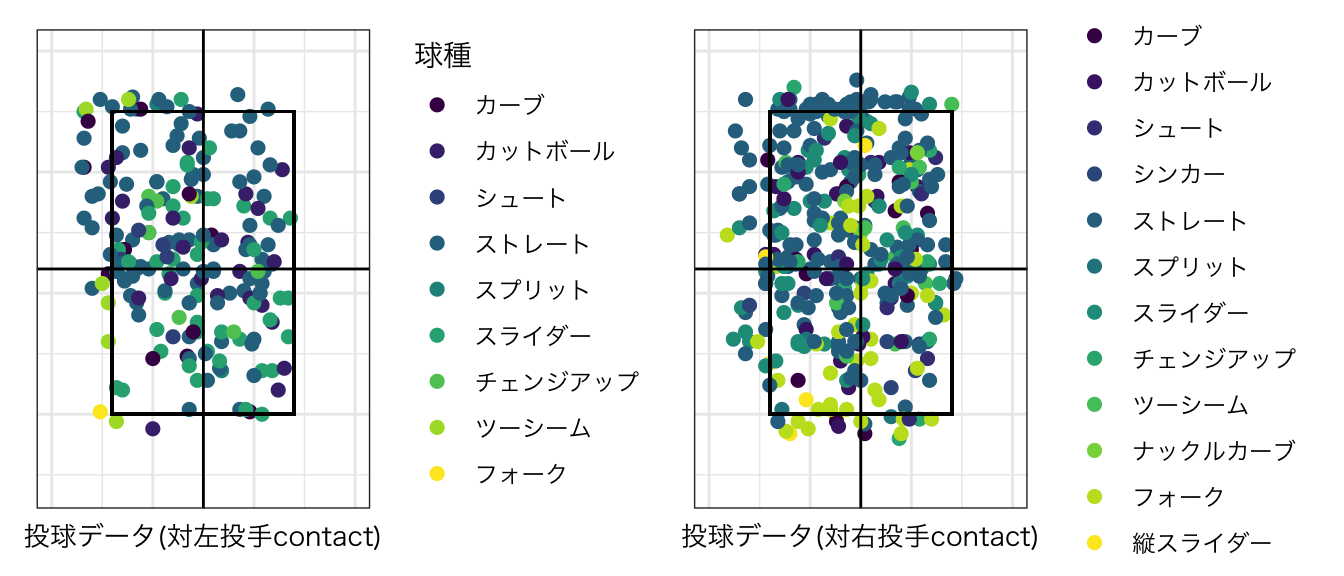 球種
カーブ
カットボール
シュート
ストレート
スプリット
スライダー
チェンジアップ
ツーシーム
フォーク
投球データ(対左投手contact)
カーブ
カットボール
シュート
シンカー
ストレート
スプリット
スライダー
チェンジアップ
ツーシーム
ナックルカーブ
フォーク
縦スライダー
投球データ(対右投手contact)